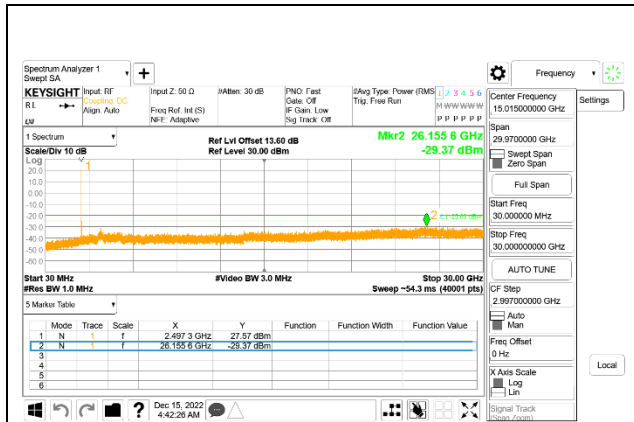 Spectrum Analyzer 1
Swept SA
Frequency
KEYSIGHT
Input: RF
Input Z: 50 Ω
#Atten: 30 dB
PNO: Fast
#Avg Type: Power (RMS
1 2 3 4 5 6
R L
Coupling: DC
Gate: Off
Trig: Free Run
M W W W W W
Align: Auto
Freq Ref: Int (S)
IF Gain: Low
NFE: Adaptive
Sig Track: Off
P P P P P P
Center Frequency
15.015000000 GHz
Settings
1 Spectrum
Ref Lvl Offset 13.60 dB
Mkr2 26.155 6 GHz
Scale/Div 10 dB
Ref Level 30.00 dBm
-29.37 dBm
Span
29.9700000 GHz
Swept Span
Zero Span
Full Span
Start Freq
30.000000 MHz
Stop Freq
30.00000000 GHz
AUTO TUNE
CF Step
2.997000000 GHz
Auto
Man
Freq Offset
0 Hz
X Axis Scale
Log
Lin
Signal Track
(Span Zoom)
Local
Log
1
20.0
10.0
0.00
-10.0
-20.0
2
-30.0
-40.0
-50.0
-60.0
Start 30 MHz
#Video BW 3.0 MHz
Stop 30.00 GHz
#Res BW 1.0 MHz
Sweep ~54.3 ms (40001 pts)
5 Marker Table
Mode Trace Scale X Y Function Function Width Function Value
1 N 1 f 2.497 3 GHz 27.57 dBm
2 N 1 f 26.155 6 GHz -29.37 dBm
3
4
5
6
Dec 15, 2022
4:42:26 AM